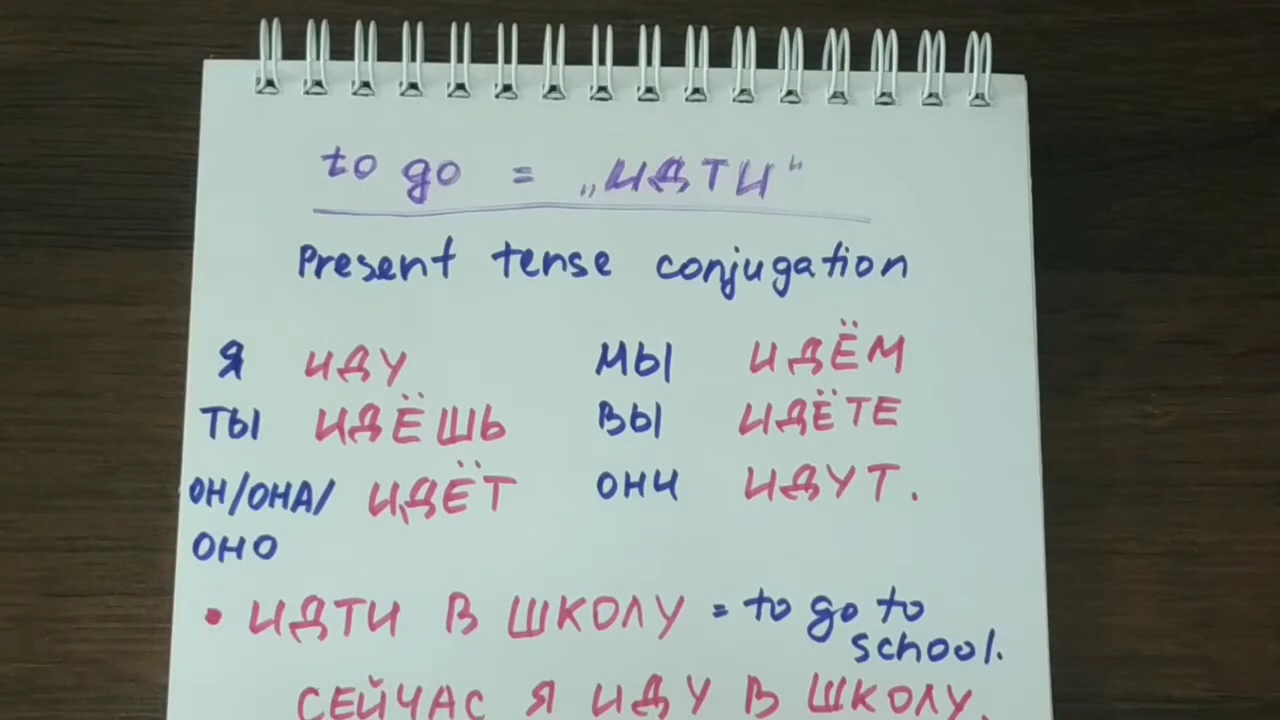 to go = „ИДТИ“
Present tense conjugation
Я ИДУ МЫ ИДЁМ
ТЫ ИДЁШЬ ВЫ ИДЁТЕ
ОН/ОНА/ ИДЁТ ОНИ ИДУТ.
ОНО
• ИДТИ В ШКОЛУ = to go to
school.
СЕЙЧАС Я ИДУ В ШКОЛУ.